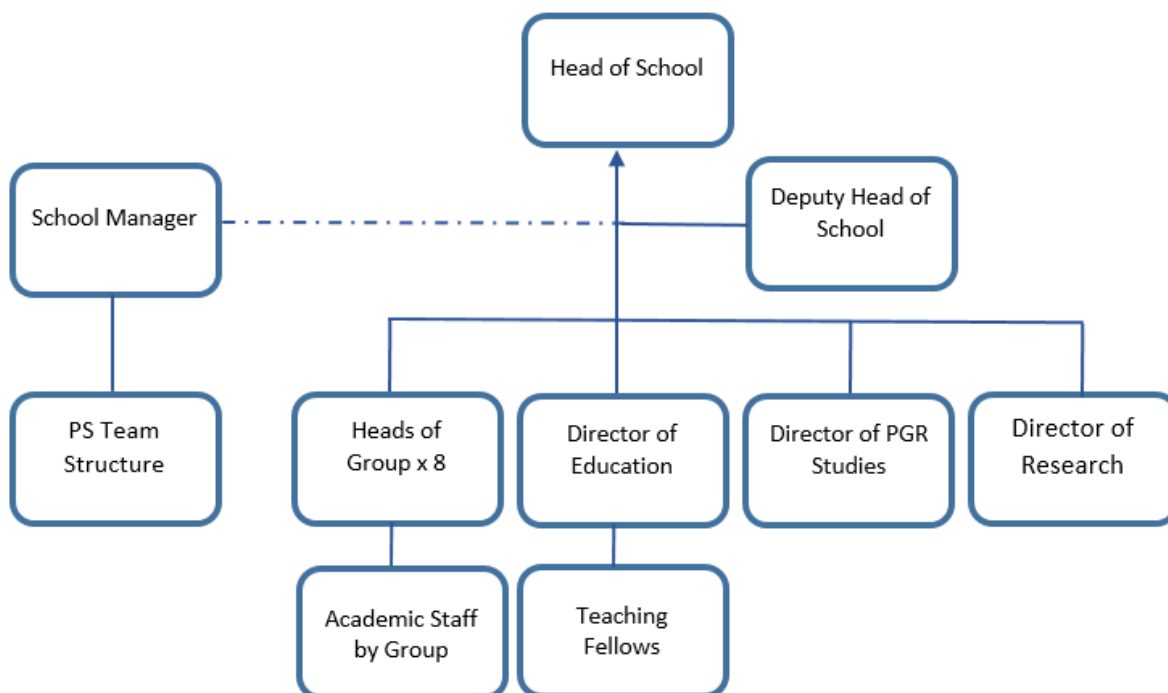 Head of School
School Manager
Deputy Head of
School
PS Team
Structure
Heads of
Group x 8
Director of
Education
Director of PGR
Studies
Director of
Research
Academic Staff
by Group
Teaching
Fellows